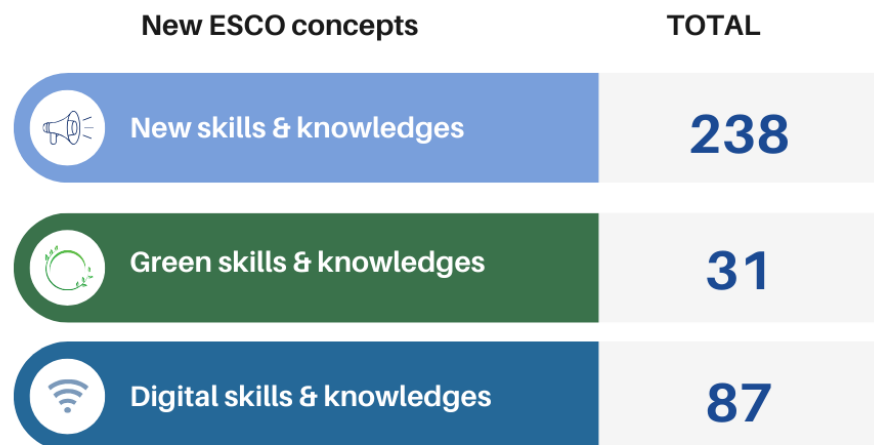 New ESCO concepts TOTAL
New skills & knowledges 238
Green skills & knowledges 31
Digital skills & knowledges 87